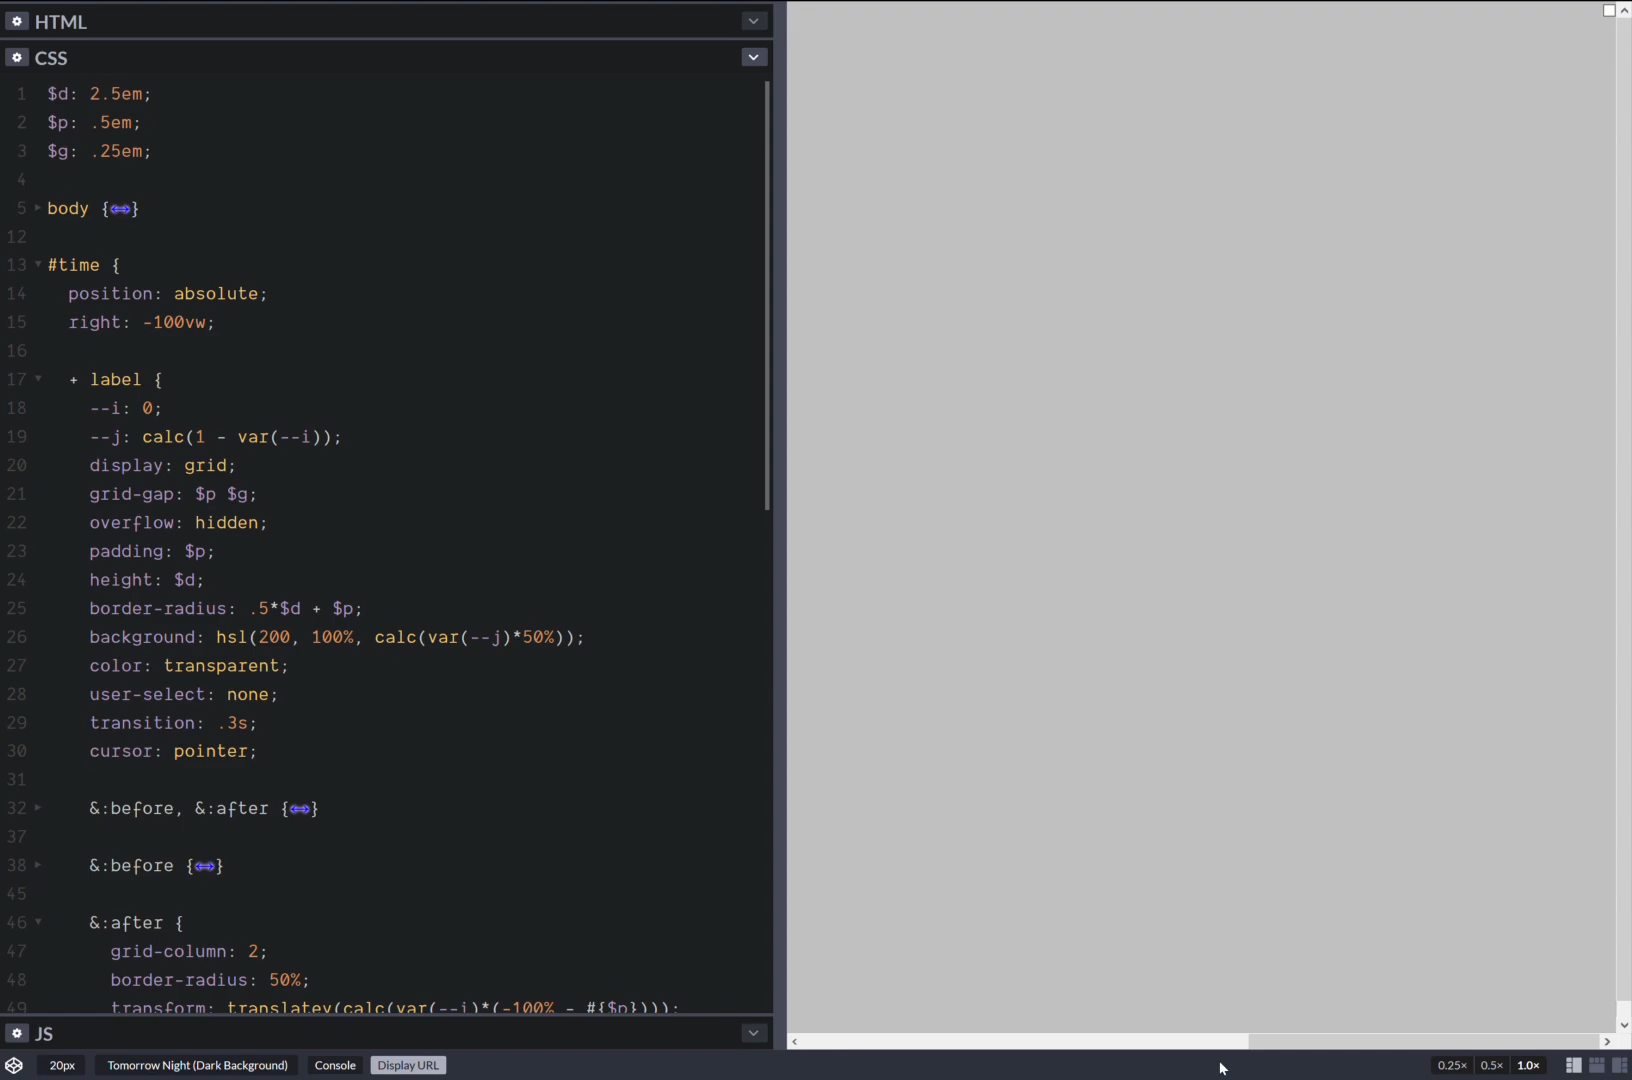 HTML
CSS
1 $d: 2.5em;
2 $p: .5em;
3 $g: .25em;
4
5 body {↔}
12
13 #time {
14 position: absolute;
15 right: -100vw;
16
17 + label {
18 --i: 0;
19 --j: calc(1 - var(--i));
20 display: grid;
21 grid-gap: $p $g;
22 overflow: hidden;
23 padding: $p;
24 height: $d;
25 border-radius: .5*$d + $p;
26 background: hsl(200, 100%, calc(var(--j)*50%));
27 color: transparent;
28 user-select: none;
29 transition: .3s;
30 cursor: pointer;
31
32 &:before, &:after {↔}
37
38 &:before {↔}
45
46 &:after {
47 grid-column: 2;
48 border-radius: 50%;
49 transform: translatey(calc(var(--i)*(-100% - #{$p})));
JS
20px Tomorrow Night (Dark Background) Console Display URL 0.25× 0.5× 1.0×